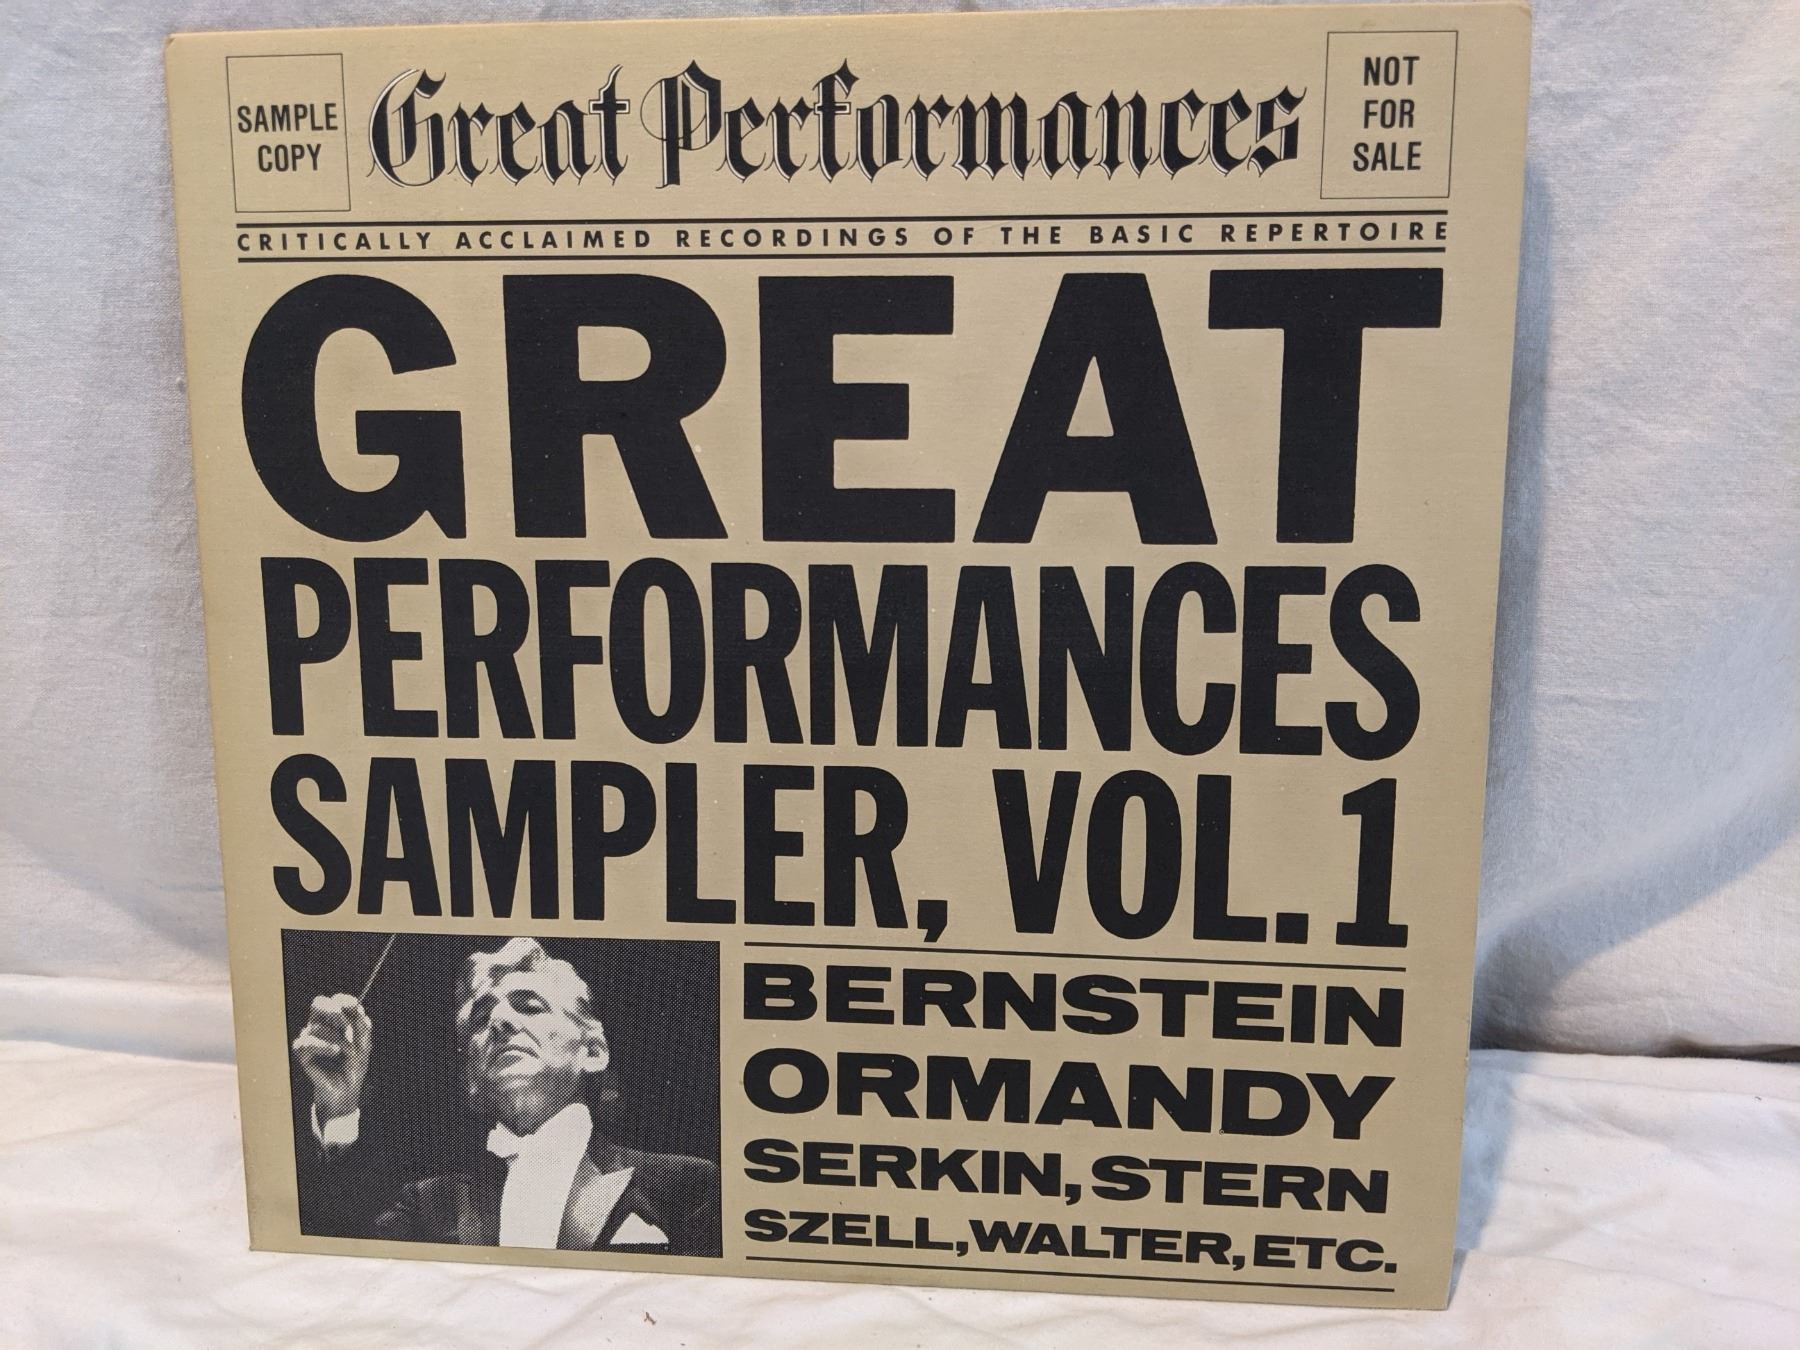 SAMPLE
COPY
Great Performances
NOT
FOR
SALE
CRITICALLY ACCLAIMED RECORDINGS OF THE BASIC REPERTOIRE
GREAT
PERFORMANCES
SAMPLER, VOL.1
BERNSTEIN
ORMANDY
SERKIN, STERN
SZELL, WALTER, ETC.